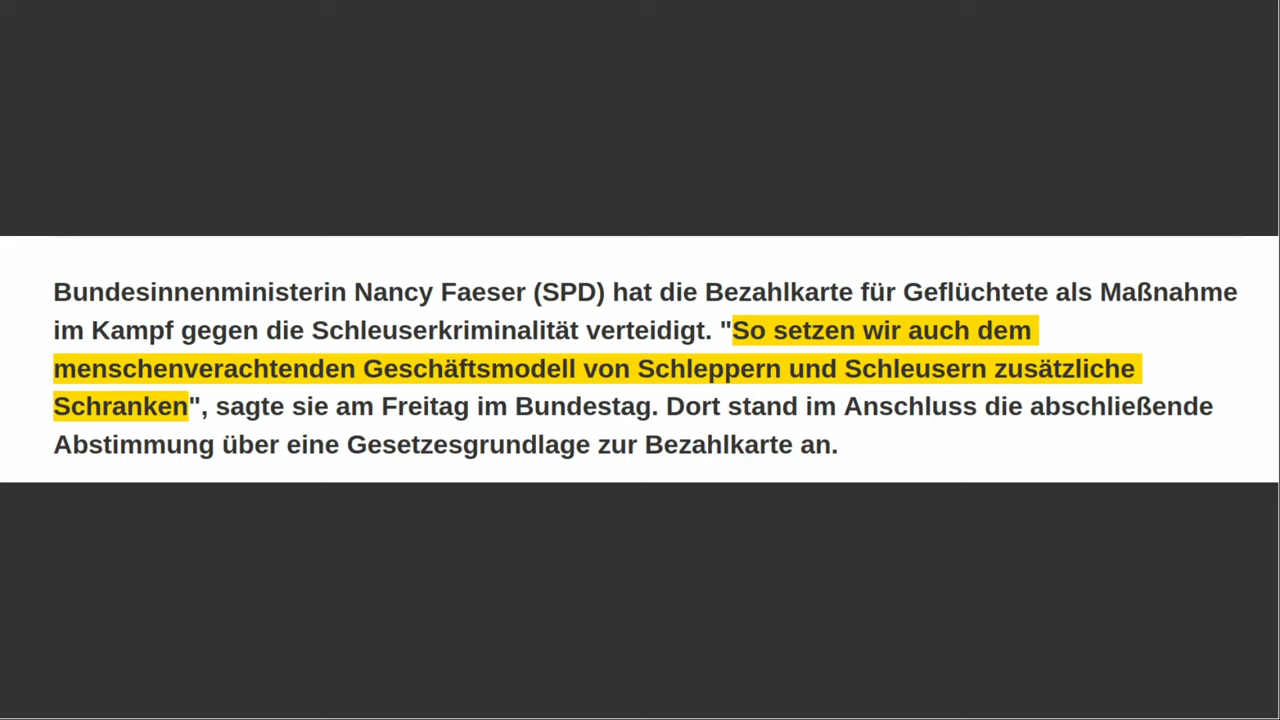 Bundesinnenministerin Nancy Faeser (SPD) hat die Bezahlkarte für Geflüchtete als Maßnahme
im Kampf gegen die Schleuserkriminalität verteidigt. "So setzen wir auch dem
menschenverachtenden Geschäftsmodell von Schleppern und Schleusern zusätzliche
Schranken", sagte sie am Freitag im Bundestag. Dort stand im Anschluss die abschließende
Abstimmung über eine Gesetzesgrundlage zur Bezahlkarte an.